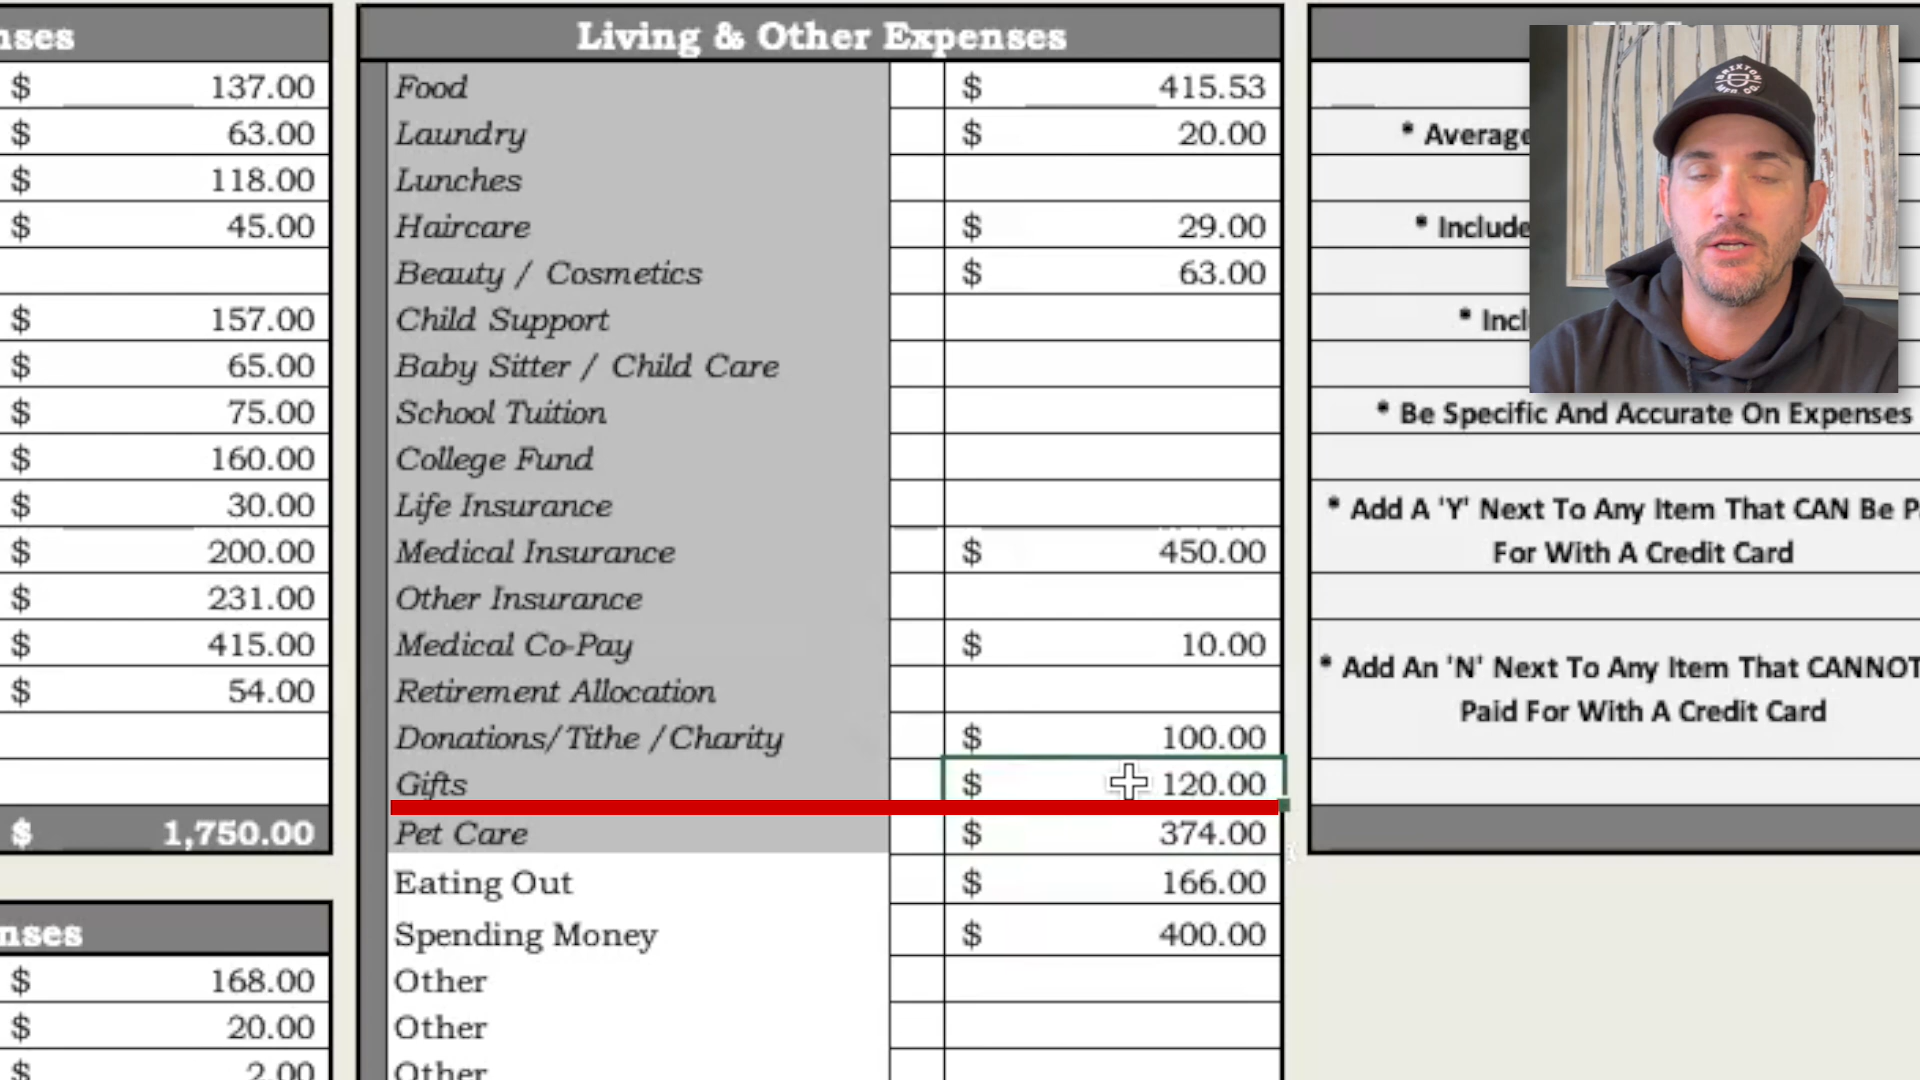 nses
$ 137.00
$ 63.00
$ 118.00
$ 45.00
$ 157.00
$ 65.00
$ 75.00
$ 160.00
$ 30.00
$ 200.00
$ 231.00
$ 415.00
$ 54.00
$ 1,750.00
nses
$ 168.00
$ 20.00
$ 2.00
Living & Other Expenses
Food $ 415.53
Laundry $ 20.00
Lunches
Haircare $ 29.00
Beauty / Cosmetics $ 63.00
Child Support
Baby Sitter / Child Care
School Tuition
College Fund
Life Insurance
Medical Insurance $ 450.00
Other Insurance
Medical Co-Pay $ 10.00
Retirement Allocation
Donations/Tithe /Charity $ 100.00
Gifts $ 120.00
Pet Care $ 374.00
Eating Out $ 166.00
Spending Money $ 400.00
Other
Other
Other
* Average
* Include
* Incl
* Be Specific And Accurate On Expenses
* Add A 'Y' Next To Any Item That CAN Be P
For With A Credit Card
* Add An 'N' Next To Any Item That CANNOT
Paid For With A Credit Card
BRIXTON
MFG. CO.